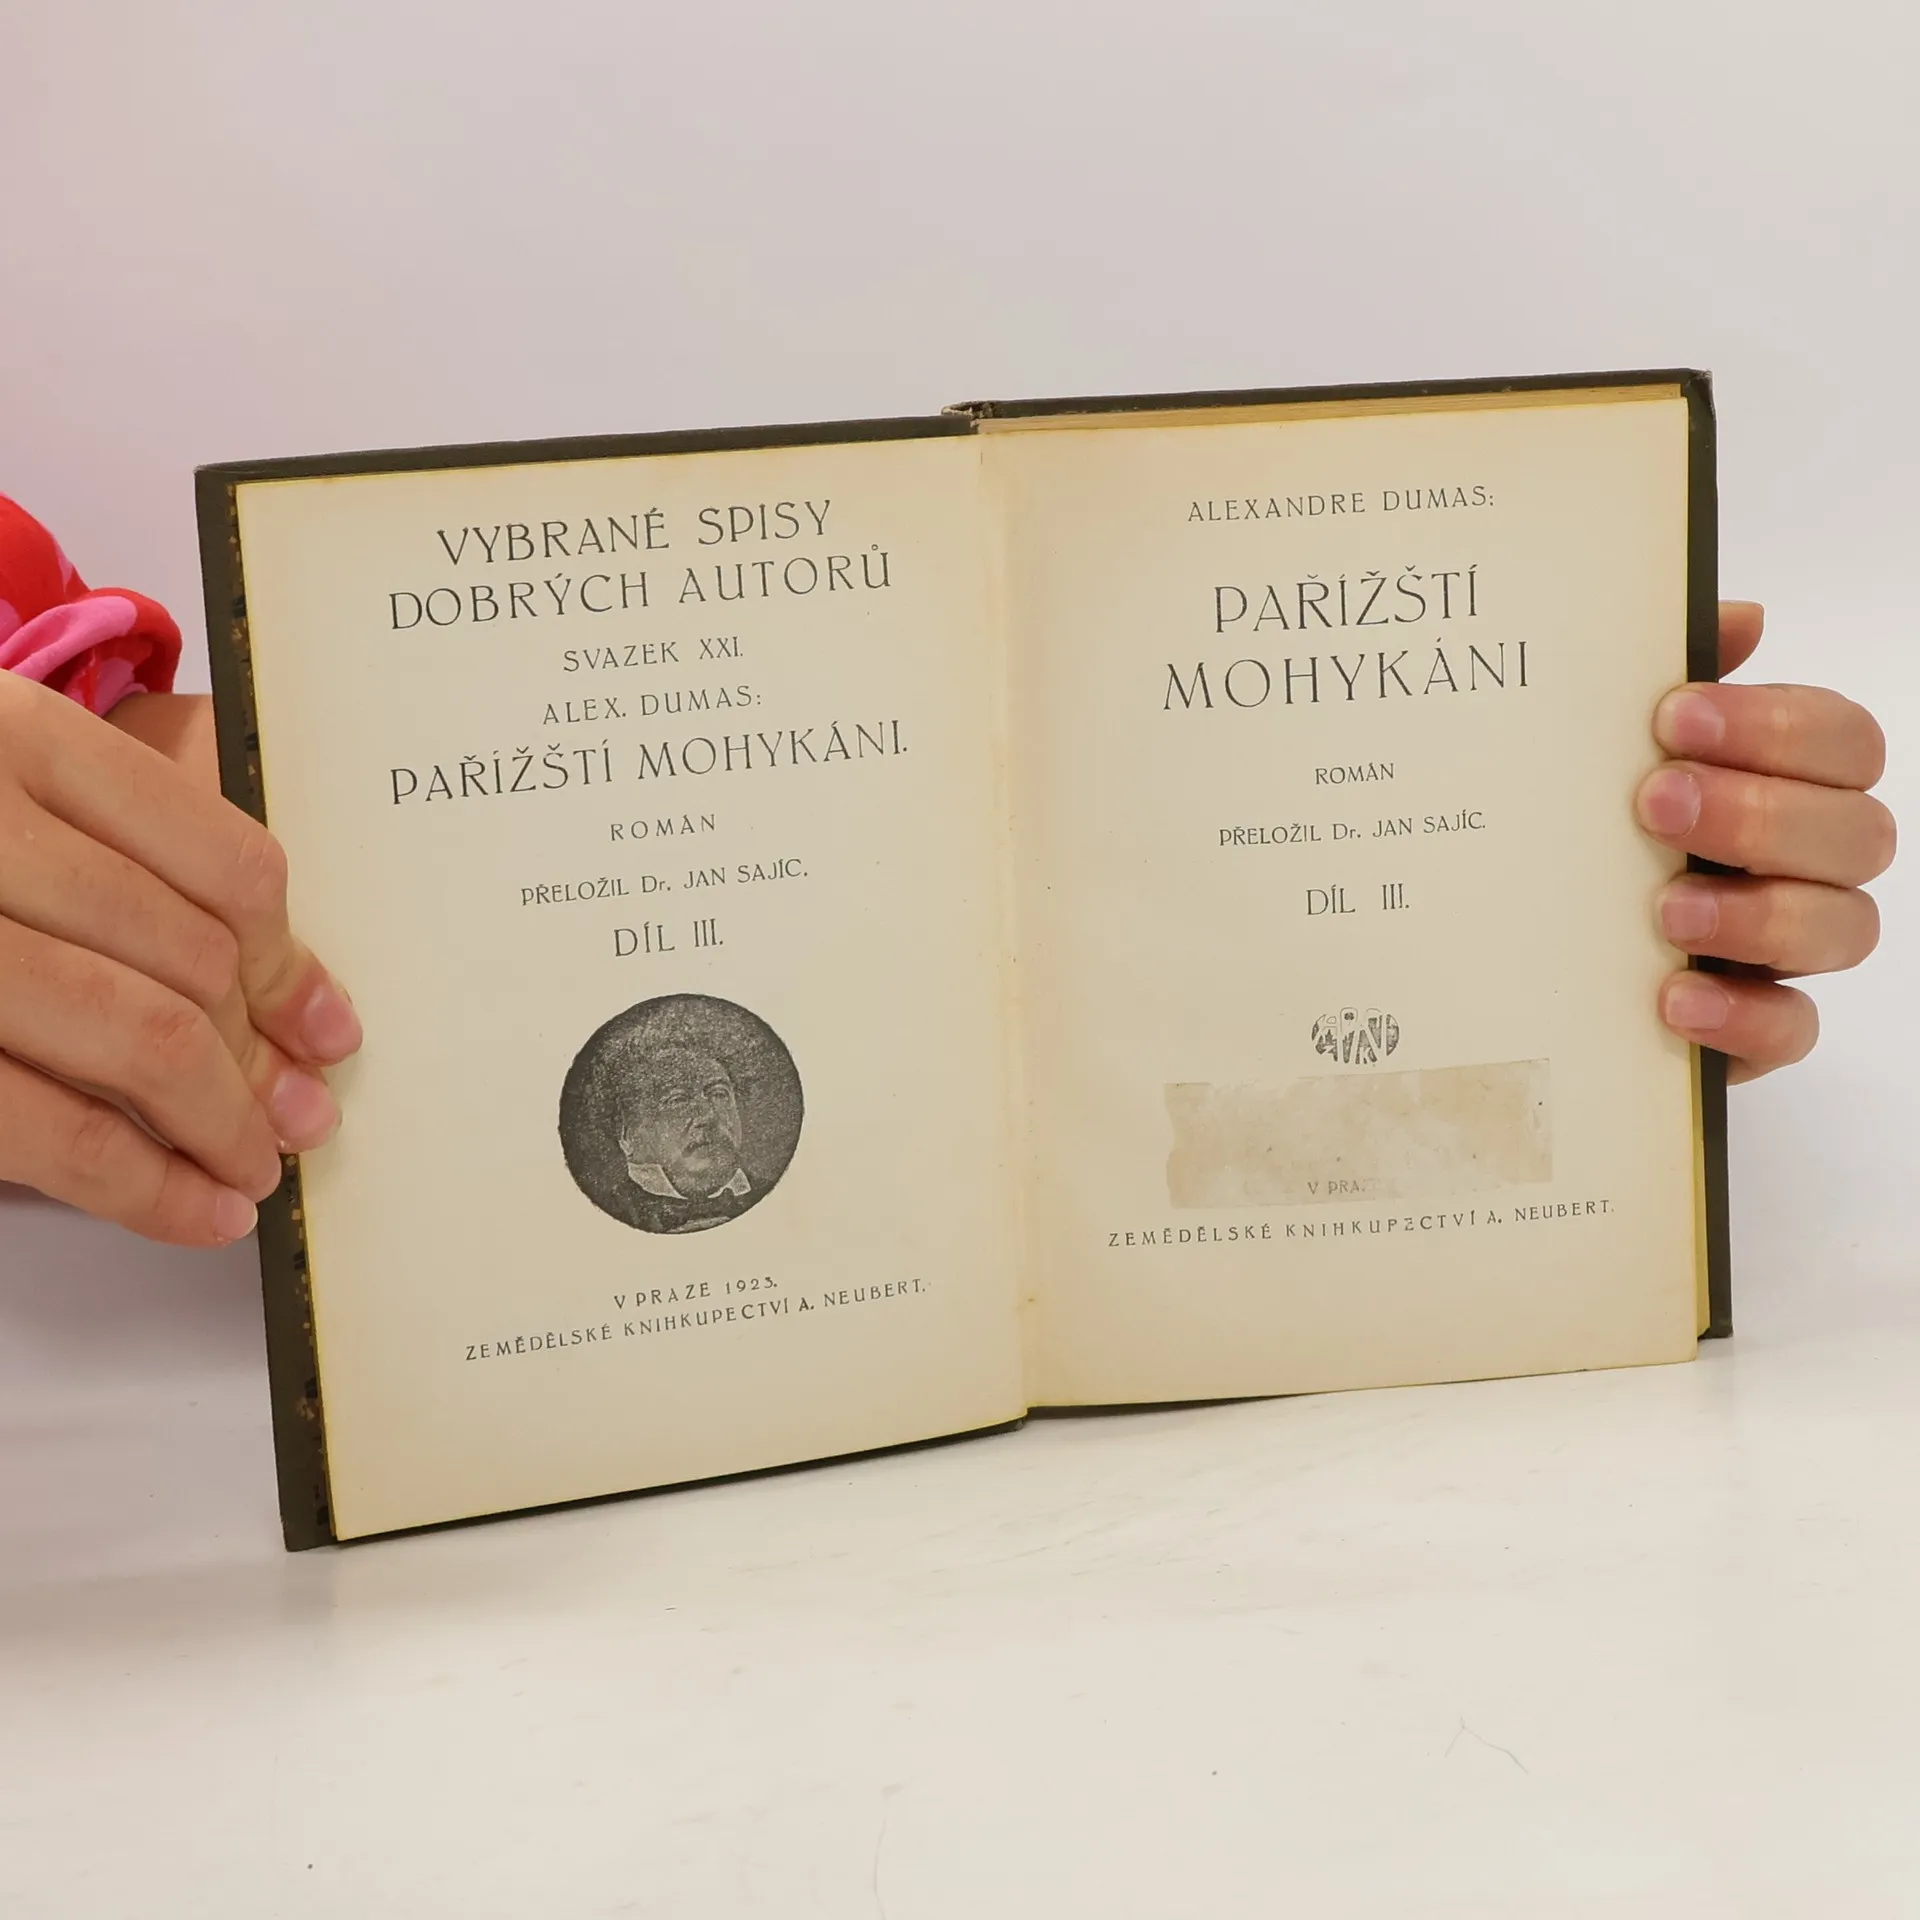 VYBRANÉ SPISY
DOBRÝCH AUTORŮ
SVAZEK XXI.
ALEX. DUMAS:
PAŘÍŽŠTÍ MOHYKÁNI.
ROMÁN
PŘELOŽIL Dr. JAN SAJÍC.
DÍL III.
V PRAZE 1923.
ZEMĚDĚLSKÉ KNIHKUPECTVÍ A. NEUBERT.
ALEXANDRE DUMAS:
PAŘÍŽŠTÍ
MOHYKÁNI
ROMÁN
PŘELOŽIL Dr. JAN SAJÍC.
DÍL III.
V PRA
ZEMĚDĚLSKÉ KNIHKUPECTVÍ A. NEUBERT.